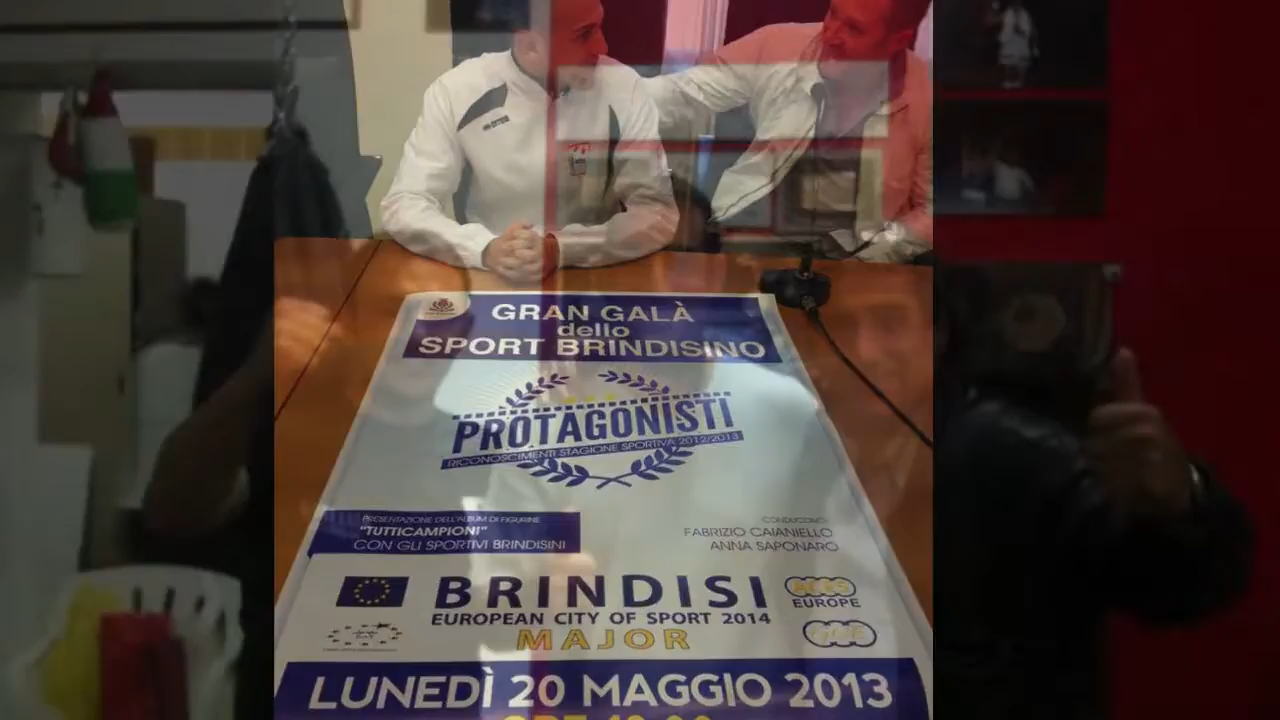 GRAN GALÀ
dello
SPORT BRINDISINO
PROTAGONISTI
RICONOSCIMENTI STAGIONE SPORTIVA 2012/2013
PRESENTAZIONE DELL'ALBUM DI FIGURINE
"TUTTICAMPIONI"
CON GLI SPORTIVI BRINDISINI
CONDUCONO
FABRIZIO CAIANIELLO
ANNA SAPONARO
BRINDISI
EUROPEAN CITY OF SPORT 2014
MAJOR
ACES
EUROPE
LUNEDÌ 20 MAGGIO 2013